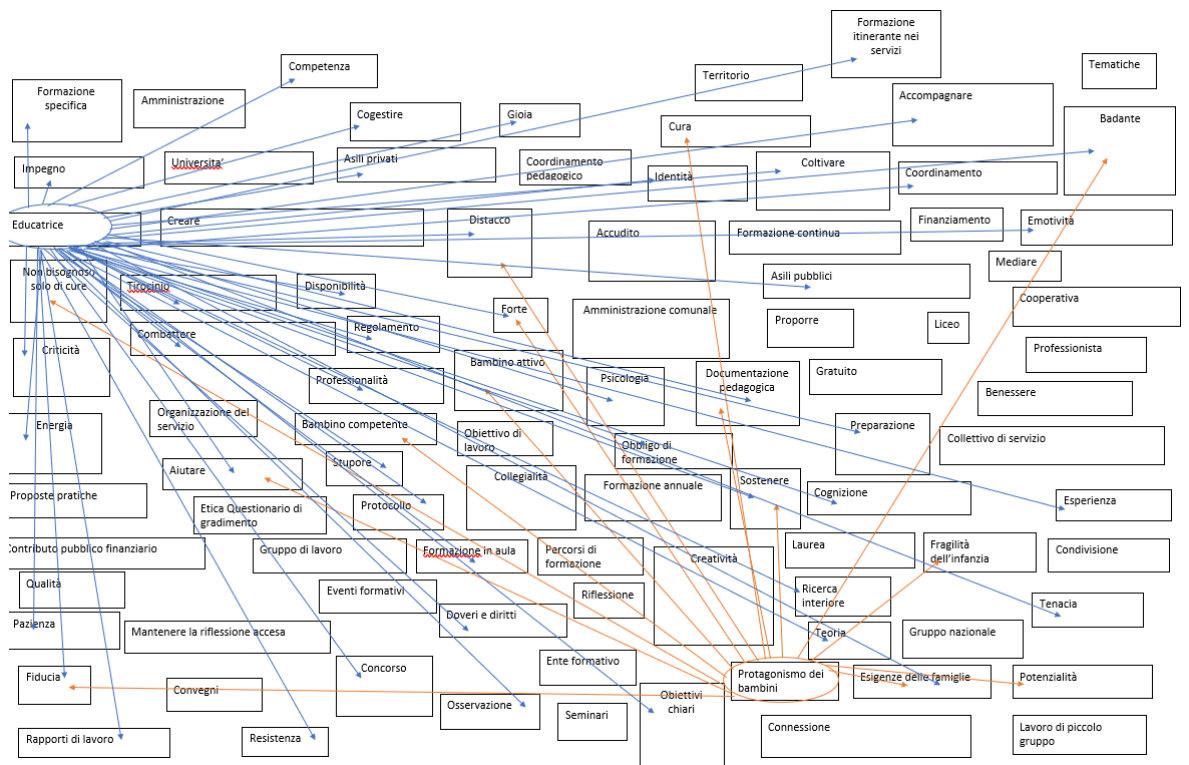 Formazione
itinerante nei
servizi
Competenza
Territorio
Tematiche
Formazione
specifica
Amministrazione
Accompagnare
Cogestire
Gioia
Cura
Badante
Impegno
Universita'
Asili privati
Coordinamento
pedagogico
Identità
Coltivare
Coordinamento
Educatrice
Creare
Distacco
Accudito
Formazione continua
Finanziamento
Emotività
Non bisognoso
solo di cure
Tirocinio
Disponibilità
Asili pubblici
Mediare
Cooperativa
Forte
Amministrazione comunale
Proporre
Liceo
Combattere
Regolamento
Criticità
Bambino attivo
Professionista
Professionalità
Psicologia
Documentazione
pedagogica
Gratuito
Benessere
Energia
Organizzazione del
servizio
Bambino competente
Obiettivo di
lavoro
Obbligo di
formazione
Preparazione
Collettivo di servizio
Aiutare
Stupore
Collegialità
Formazione annuale
Sostenere
Cognizione
Esperienza
Proposte pratiche
Etica Questionario di
gradimento
Protocollo
Contributo pubblico finanziario
Gruppo di lavoro
Formazione in aula
Percorsi di
formazione
Creatività
Laurea
Fragilità
dell'infanzia
Condivisione
Qualità
Eventi formativi
Riflessione
Ricerca
interiore
Tenacia
Pazienza
Mantenere la riflessione accesa
Doveri e diritti
Teoria
Gruppo nazionale
Fiducia
Convegni
Concorso
Ente formativo
Protagonismo dei
bambini
Esigenze delle famiglie
Potenzialità
Osservazione
Seminari
Obiettivi
chiari
Connessione
Lavoro di piccolo
gruppo
Rapporti di lavoro
Resistenza